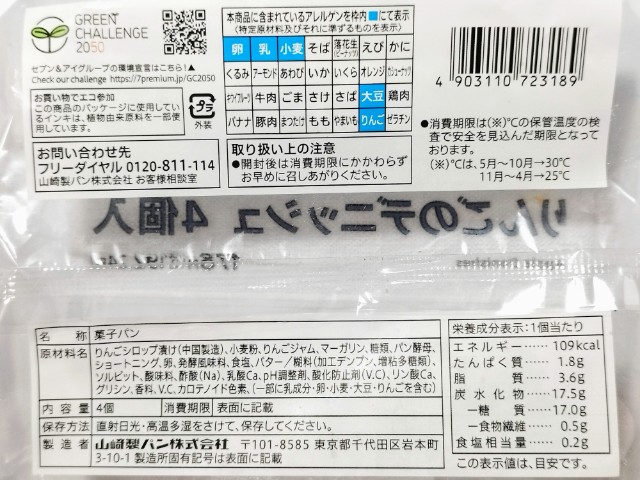 GREEN
CHALLENGE
2050
セブン&アイグループの環境宣言はこちら!▲
Check our challenge https://7premium.jp/GC2050
お買い物でエコ参加
この商品のパッケージに使用して
いるインキは、植物由来原料を一部使
用しています。
プラ
外装
お問い合わせ先
フリーダイヤル 0120-811-114
山崎製パン株式会社 お客様相談室
本商品に含まれているアレルゲンを枠内■にて表示
(特定原材料及びそれに準ずるものを表示)
卵 乳 小麦 そば 落花生(ピーナッツ) えび かに
くるみ アーモンド あわび いか いくら オレンジ カシューナッツ
キウイフルーツ 牛肉 ごま さけ さば 大豆 鶏肉
バナナ 豚肉 まつたけ もも やまいも りんご ゼラチン
取り扱い上の注意
●開封後は消費期限にかかわらず
お早めに召しあがりください。
4 903110 723189
●消費期限は(※)℃の保管温度の検
査で安全を見込んだ期限となって
おります。
(※)℃は、5月〜10月→30℃
11月〜4月→25℃
りんごのデニッシュ 4個入
名 称 菓子パン
原材料名 りんごシロップ漬け(中国製造)、小麦粉、りんごジャム、マーガリン、糖類、パン酵母、
ショートニング、卵、発酵風味料、食塩、バター／糊料(加工デンプン、増粘多糖類)、
ソルビット、酸味料、酢酸(Na)、乳酸Ca、pH調整剤、酸化防止剤(V.C)、リン酸Ca、
グリシン、香料、V.C、カロテノイド色素、(一部に乳成分・卵・小麦・大豆・りんごを含む)
内 容 量 4個 消費期限 表面に記載
保存方法 直射日光・高温多湿をさけて、保存してください。
製 造 者 山崎製パン株式会社 〒101-8585 東京都千代田区岩本町
3-10-1 製造所固有記号は表面に記載
栄養成分表示:1個当たり
エネルギー……109kcal
たんぱく質……1.8g
脂 質……3.6g
炭水化物……17.5g
－糖 質……17.0g
－食物繊維……0.5g
食塩相当量……0.2g
この表示値は、目安です。